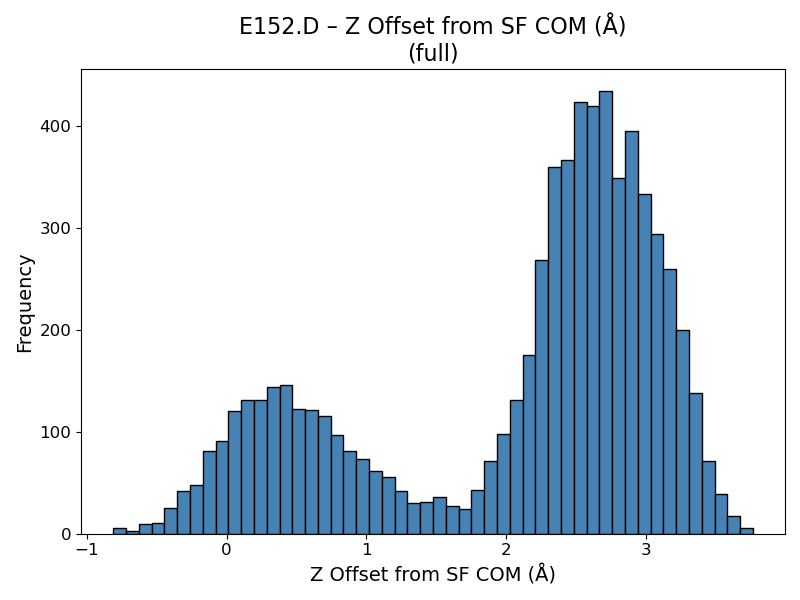 E152.D – Z Offset from SF COM (Å)
(full)
Frequency
400
300
200
100
0
−1
0
1
2
3
Z Offset from SF COM (Å)